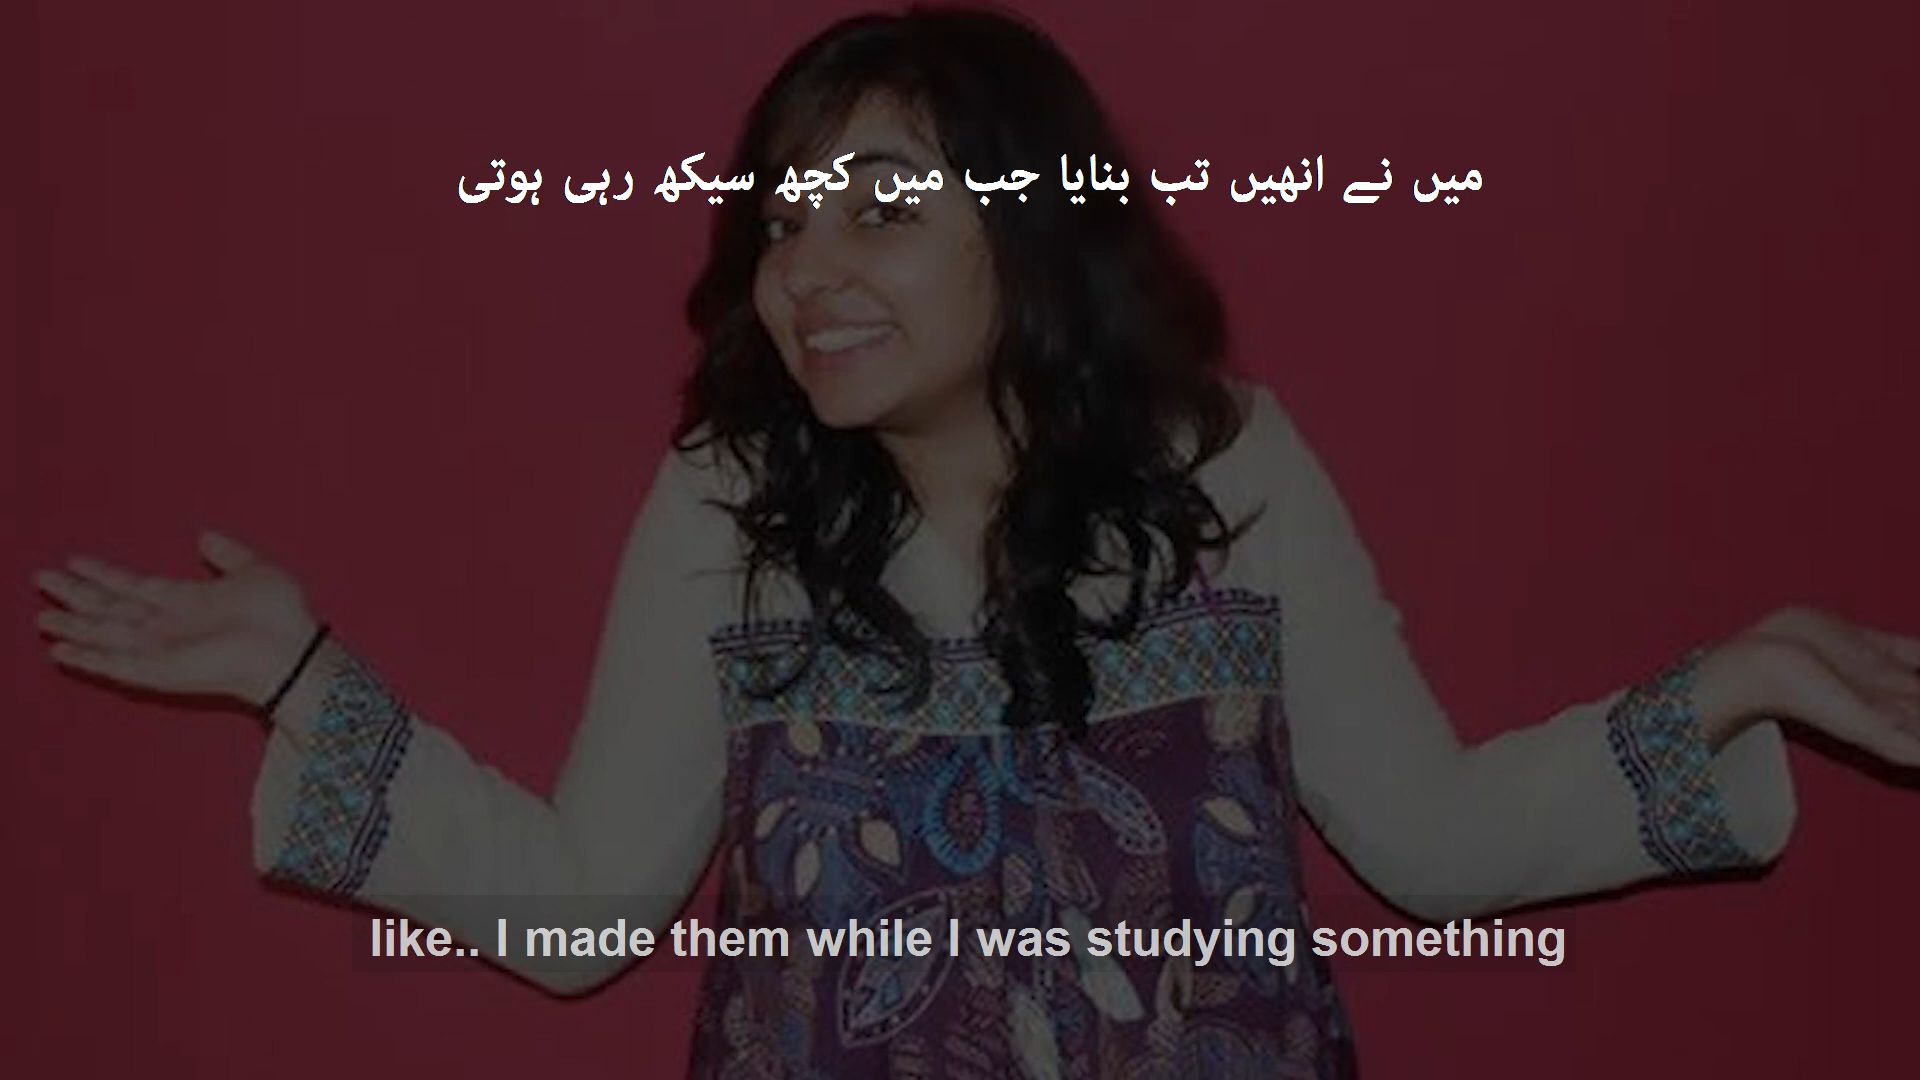 میں نے انھیں تب بنایا جب میں کچھ سیکھ رہی ہوتی
like.. I made them while I was studying something